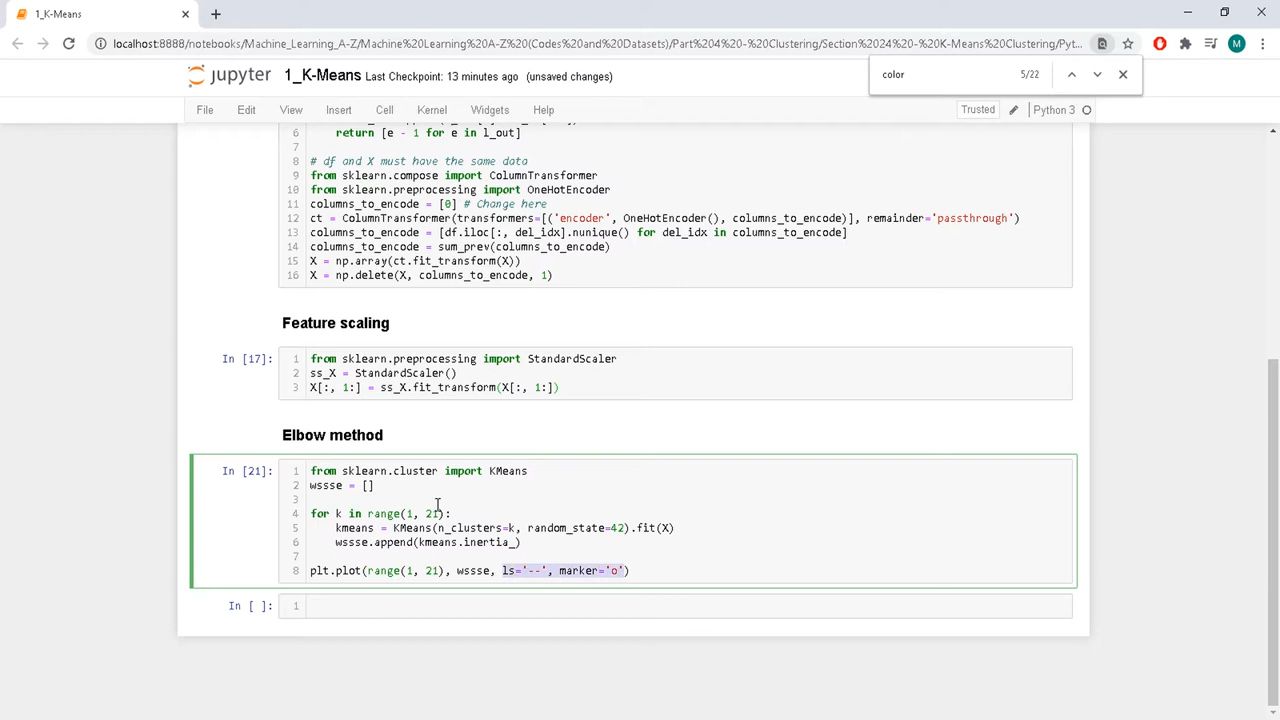 1_K-Means
localhost:8888/notebooks/Machine_Learning_A-Z/Machine%20Learning%20A-Z%20(Codes%20and%20Datasets)/Part%204%20-%20Clustering/Section%2024%20-%20K-Means%20Clustering/Pyt...
M
color 5/22
jupyter 1_K-Means Last Checkpoint: 13 minutes ago (unsaved changes)
File Edit View Insert Cell Kernel Widgets Help Trusted Python 3
6 return [e - 1 for e in l_out]
7
8 # df and X must have the same data
9 from sklearn.compose import ColumnTransformer
10 from sklearn.preprocessing import OneHotEncoder
11 columns_to_encode = [0] # Change here
12 ct = ColumnTransformer(transformers=[('encoder', OneHotEncoder(), columns_to_encode)], remainder='passthrough')
13 columns_to_encode = [df.iloc[:, del_idx].nunique() for del_idx in columns_to_encode]
14 columns_to_encode = sum_prev(columns_to_encode)
15 X = np.array(ct.fit_transform(X))
16 X = np.delete(X, columns_to_encode, 1)
Feature scaling
In [17]: 1 from sklearn.preprocessing import StandardScaler
2 ss_X = StandardScaler()
3 X[:, 1:] = ss_X.fit_transform(X[:, 1:])
Elbow method
In [21]: 1 from sklearn.cluster import KMeans
2 wssse = []
3
4 for k in range(1, 21):
5 kmeans = KMeans(n_clusters=k, random_state=42).fit(X)
6 wssse.append(kmeans.inertia_)
7
8 plt.plot(range(1, 21), wssse, ls='--', marker='o')
In [ ]: 1